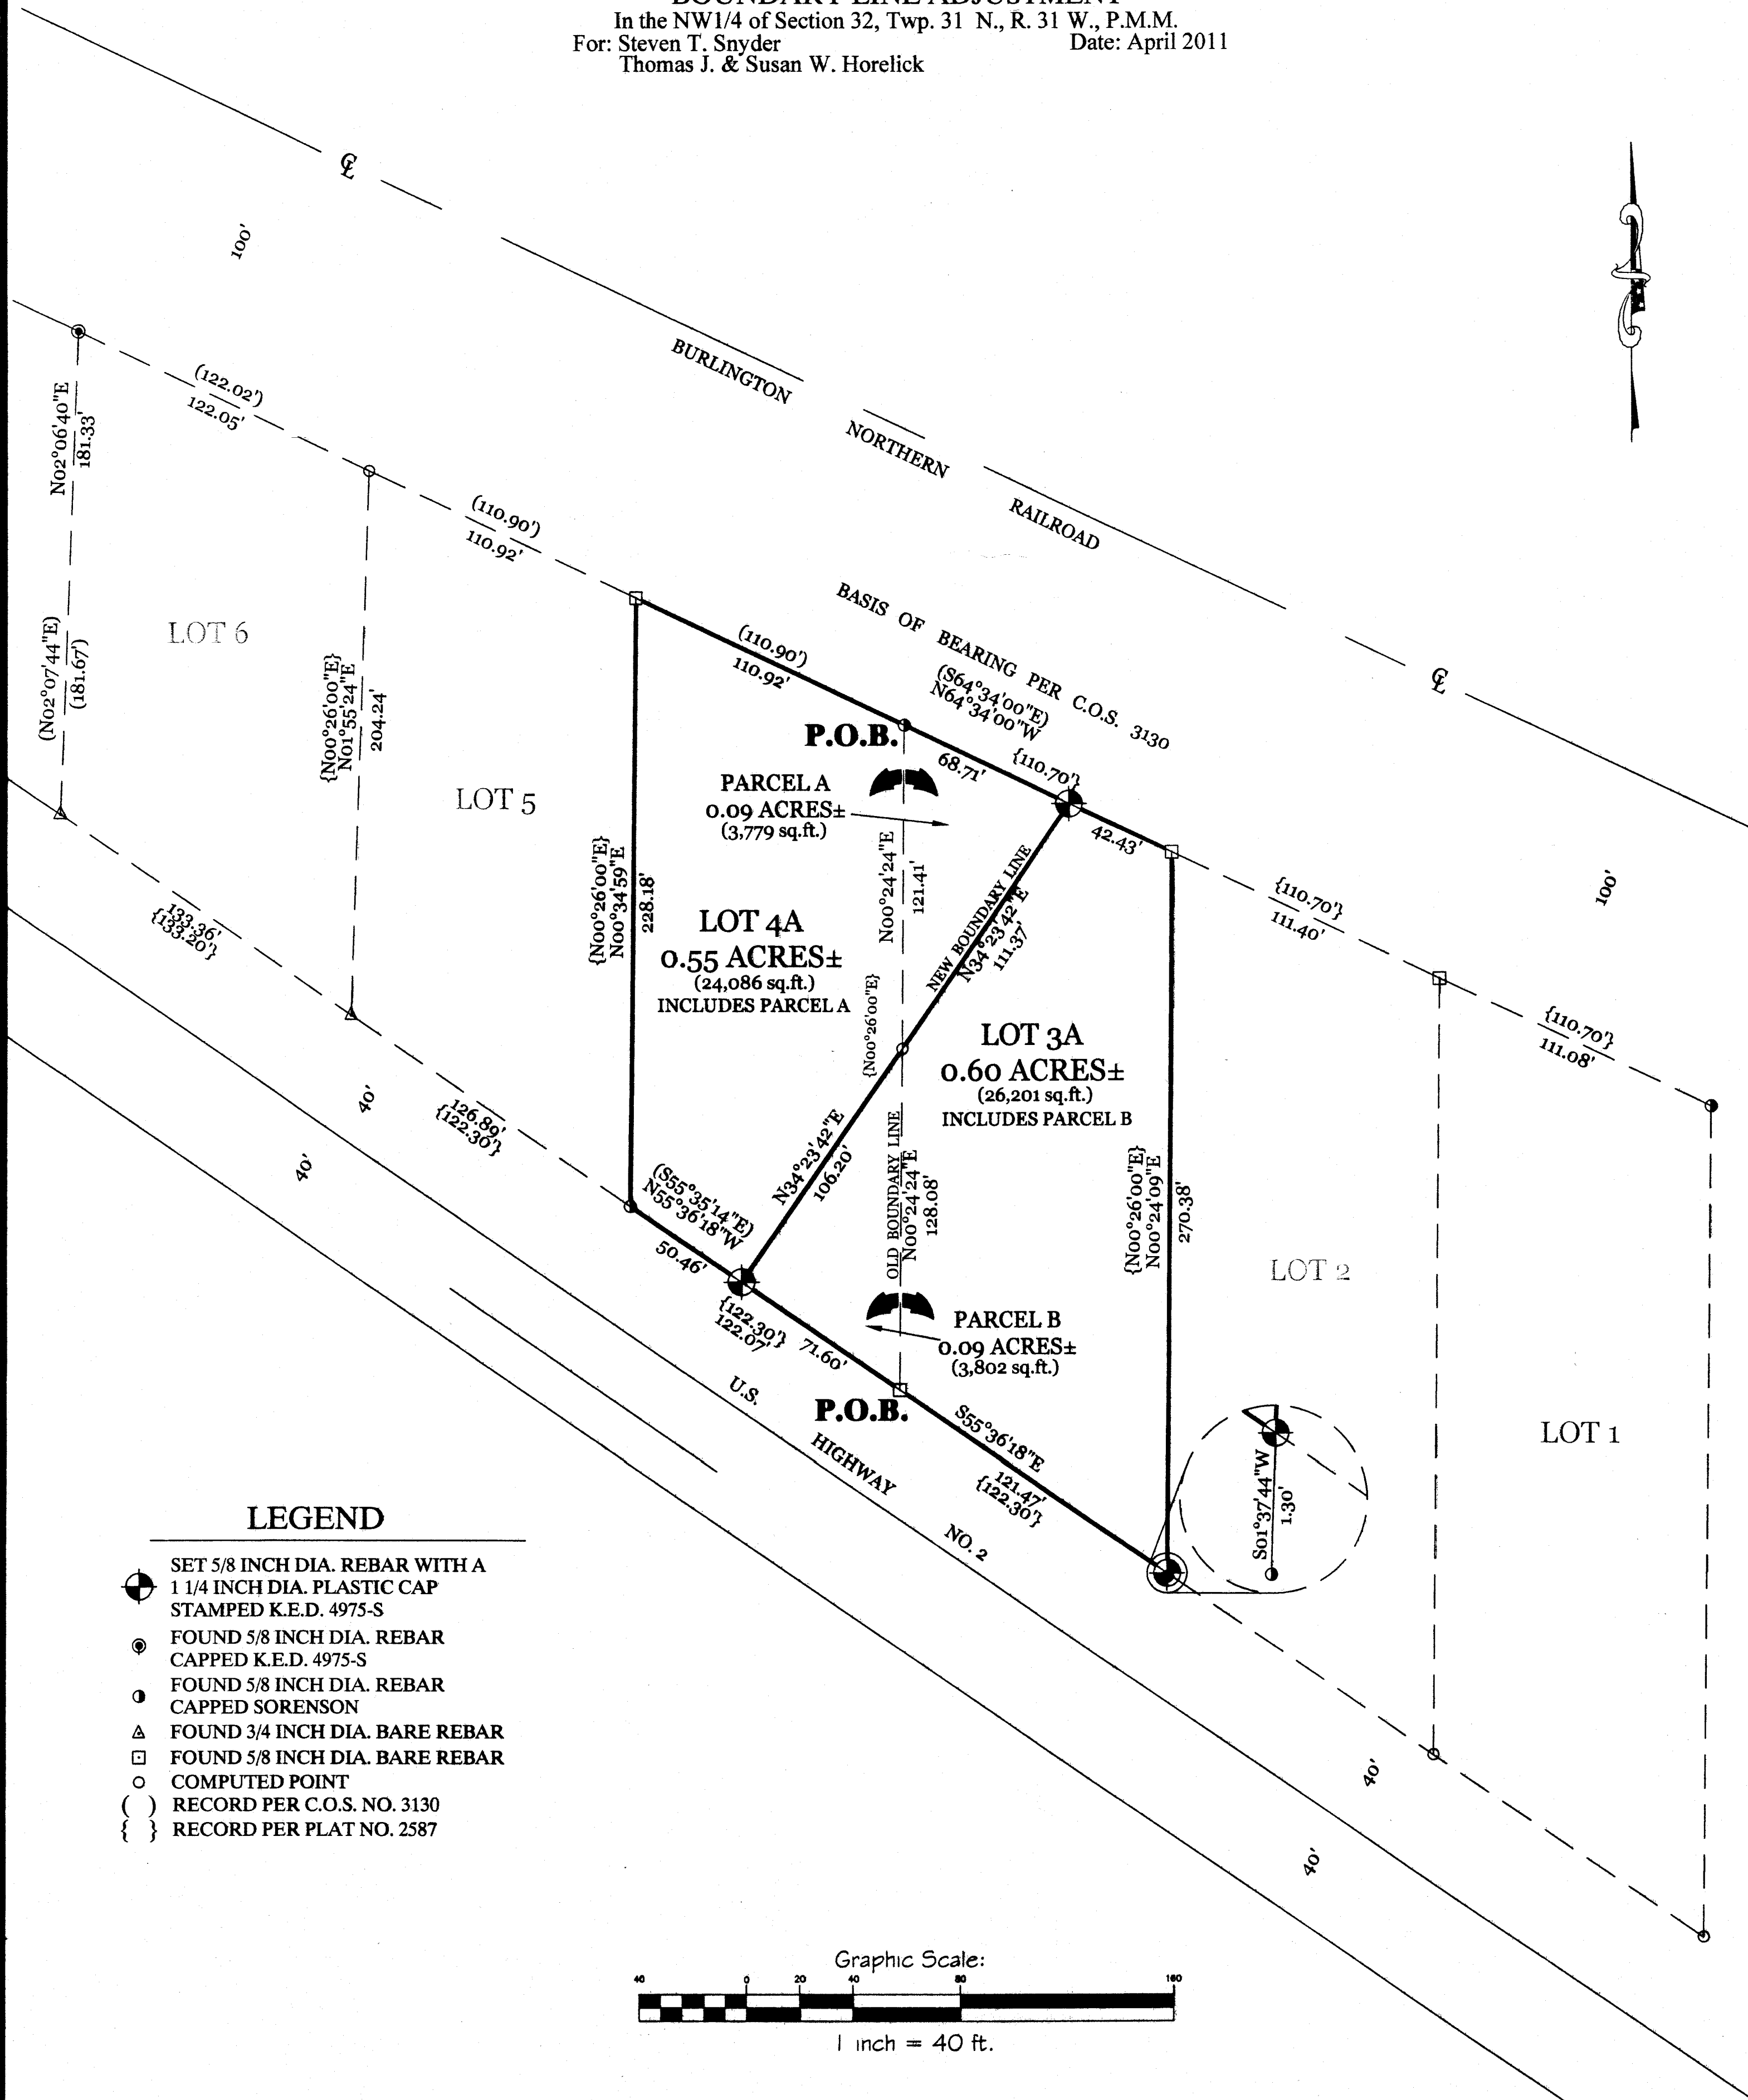 BOUNDARY LINE ADJUSTMENT
In the NW1/4 of Section 32, Twp. 31 N., R. 31 W., P.M.M.
For: Steven T. Snyder
Date: April 2011
Thomas J. & Susan W. Horelick
℄
100'
BURLINGTON
NORTHERN
RAILROAD
℄
100'
(122.02')
122.05'
N02°06'40"E
181.33'
(N02°07'44"E)
(181.67')
LOT 6
(110.90')
110.92'
{N00°26'00"E}
N01°55'24"E
204.24'
LOT 5
BASIS OF BEARING PER C.O.S. 3130
(S64°34'00"E)
N64°34'00"W
(110.90')
110.92'
P.O.B.
68.71'
{110.70'}
42.43'
PARCEL A
0.09 ACRES±
(3,779 sq.ft.)
{N00°26'00"E}
N00°34'59"E
228.18'
N00°24'24"E
121.41'
{N00°26'00"E}
NEW BOUNDARY LINE
N34°23'42"E
111.37'
LOT 4A
0.55 ACRES±
(24,086 sq.ft.)
INCLUDES PARCEL A
LOT 3A
0.60 ACRES±
(26,201 sq.ft.)
INCLUDES PARCEL B
{110.70'}
111.40'
{110.70'}
111.08'
133.36'
{133.20'}
40'
40'
126.89'
{122.30'}
(S55°35'14"E)
N55°36'18"W
50.46'
N34°23'42"E
106.20'
OLD BOUNDARY LINE
N00°24'24"E
128.08'
{N00°26'00"E}
N00°24'09"E
270.38'
LOT 2
{122.30'}
122.07'
71.60'
PARCEL B
0.09 ACRES±
(3,802 sq.ft.)
P.O.B.
S55°36'18"E
121.47'
{122.30'}
U.S.
HIGHWAY
NO. 2
S01°37'44"W
1.30'
LOT 1
40'
40'
LEGEND
SET 5/8 INCH DIA. REBAR WITH A
1 1/4 INCH DIA. PLASTIC CAP
STAMPED K.E.D. 4975-S
FOUND 5/8 INCH DIA. REBAR
CAPPED K.E.D. 4975-S
FOUND 5/8 INCH DIA. REBAR
CAPPED SORENSON
FOUND 3/4 INCH DIA. BARE REBAR
FOUND 5/8 INCH DIA. BARE REBAR
COMPUTED POINT
( ) RECORD PER C.O.S. NO. 3130
{ } RECORD PER PLAT NO. 2587
Graphic Scale:
40 0 20 40 80 160
1 inch = 40 ft.